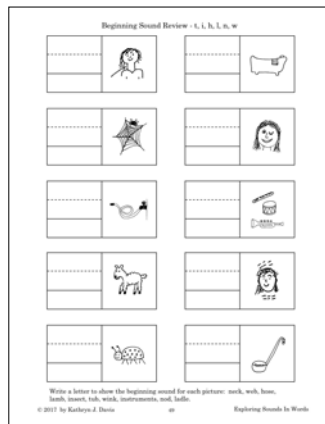 Beginning Sound Review - t, i, h, l, n, w
Write a letter to show the beginning sound for each picture: neck, web, hose,
lamb, insect, tub, wink, instruments, nod, ladle.
© 2017 by Kathryn J. Davis
49
Exploring Sounds In Words